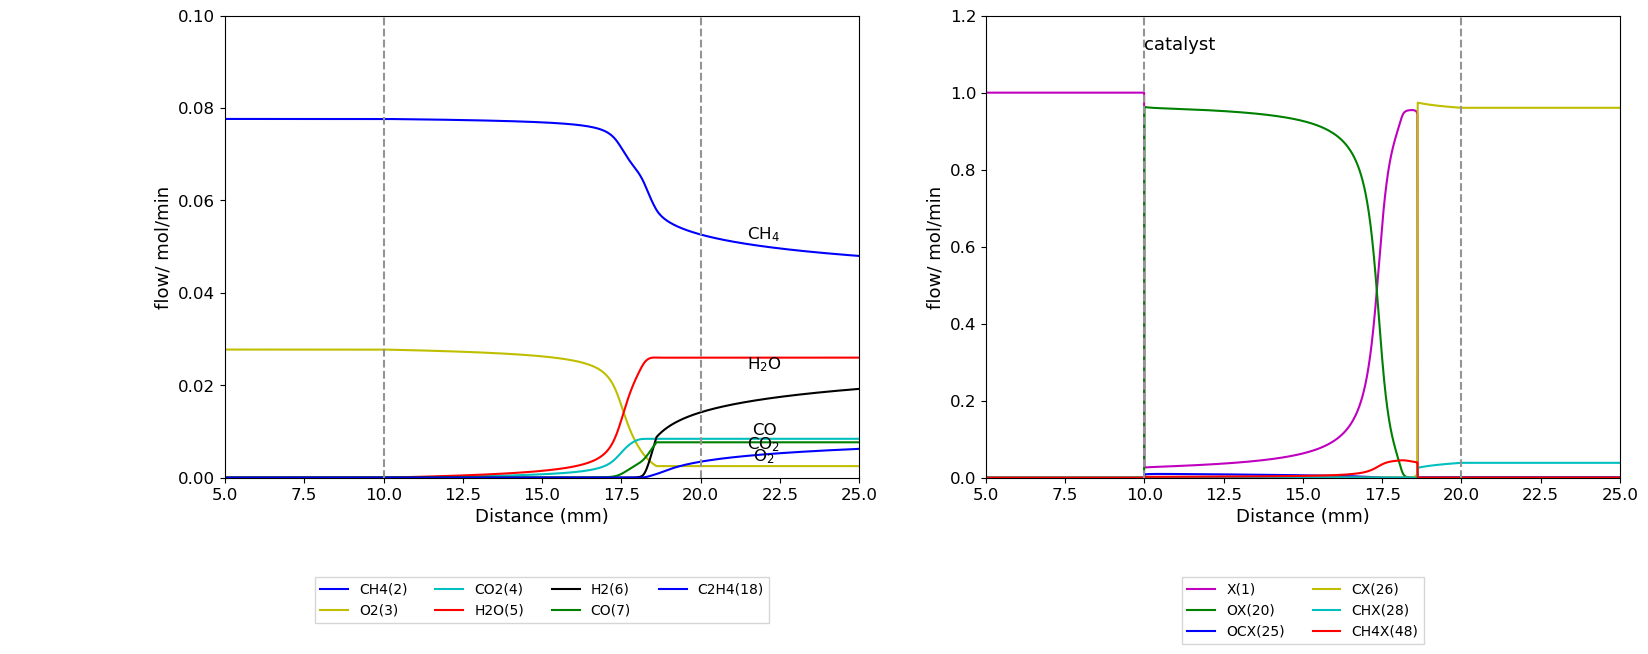 0.10
0.08
0.06
0.04
0.02
0.00
flow/ mol/min
5.0 7.5 10.0 12.5 15.0 17.5 20.0 22.5 25.0
Distance (mm)
CH₄
H₂O
CO
CO₂
O₂
CH4(2) CO2(4) H2(6) C2H4(18)
O2(3) H2O(5) CO(7)
1.2
1.0
0.8
0.6
0.4
0.2
0.0
flow/ mol/min
catalyst
5.0 7.5 10.0 12.5 15.0 17.5 20.0 22.5 25.0
Distance (mm)
X(1) CX(26)
OX(20) CHX(28)
OCX(25) CH4X(48)